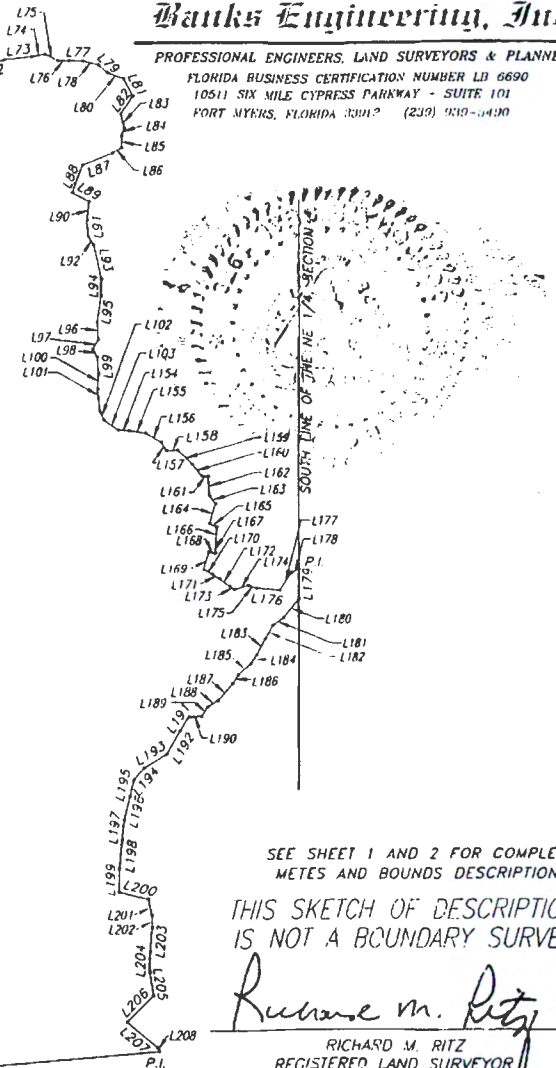 Banks Engineering,
PROFESSIONAL ENGINEERS, LAND SURVEYORS & PLANNE
FLORIDA BUSINESS CERTIFICATION NUMBER LB 6690
10511 SIX MILE CYPRESS PARKWAY - SUITE 101
FORT MYERS, FLORIDA (239)
L75
L74
L73
L76
L77
L78
L79
L80
L81
L82
L83
L84
L85
L86
L87
L88
L89
L90
L91
L92
L93
L94
L95
L96
L97
L98
L99
L100
L101
L102
L103
L154
L155
L156
L157
L158
L159
L160
L161
L162
L163
L164
L165
L166
L167
L168
L169
L170
L171
L172
L173
L174
L175
L176
L177
L178
P.I.
L179
SOUTH LINE OF THE NE 1/4, SECTION
L180
L181
L182
L183
L184
L185
L186
L187
L188
L189
L190
L191
L192
L193
L194
L195
L196
L197
L198
L199
L200
L201
L202
L203
L204
L205
L206
L207
L208
P.I.
SEE SHEET 1 AND 2 FOR COMPLE
METES AND BOUNDS DESCRIPTION
THIS SKETCH OF DESCRIPTIO
IS NOT A BOUNDARY SURVE
Richard M. Ritz
RICHARD M. RITZ
REGISTERED LAND SURVEYOR